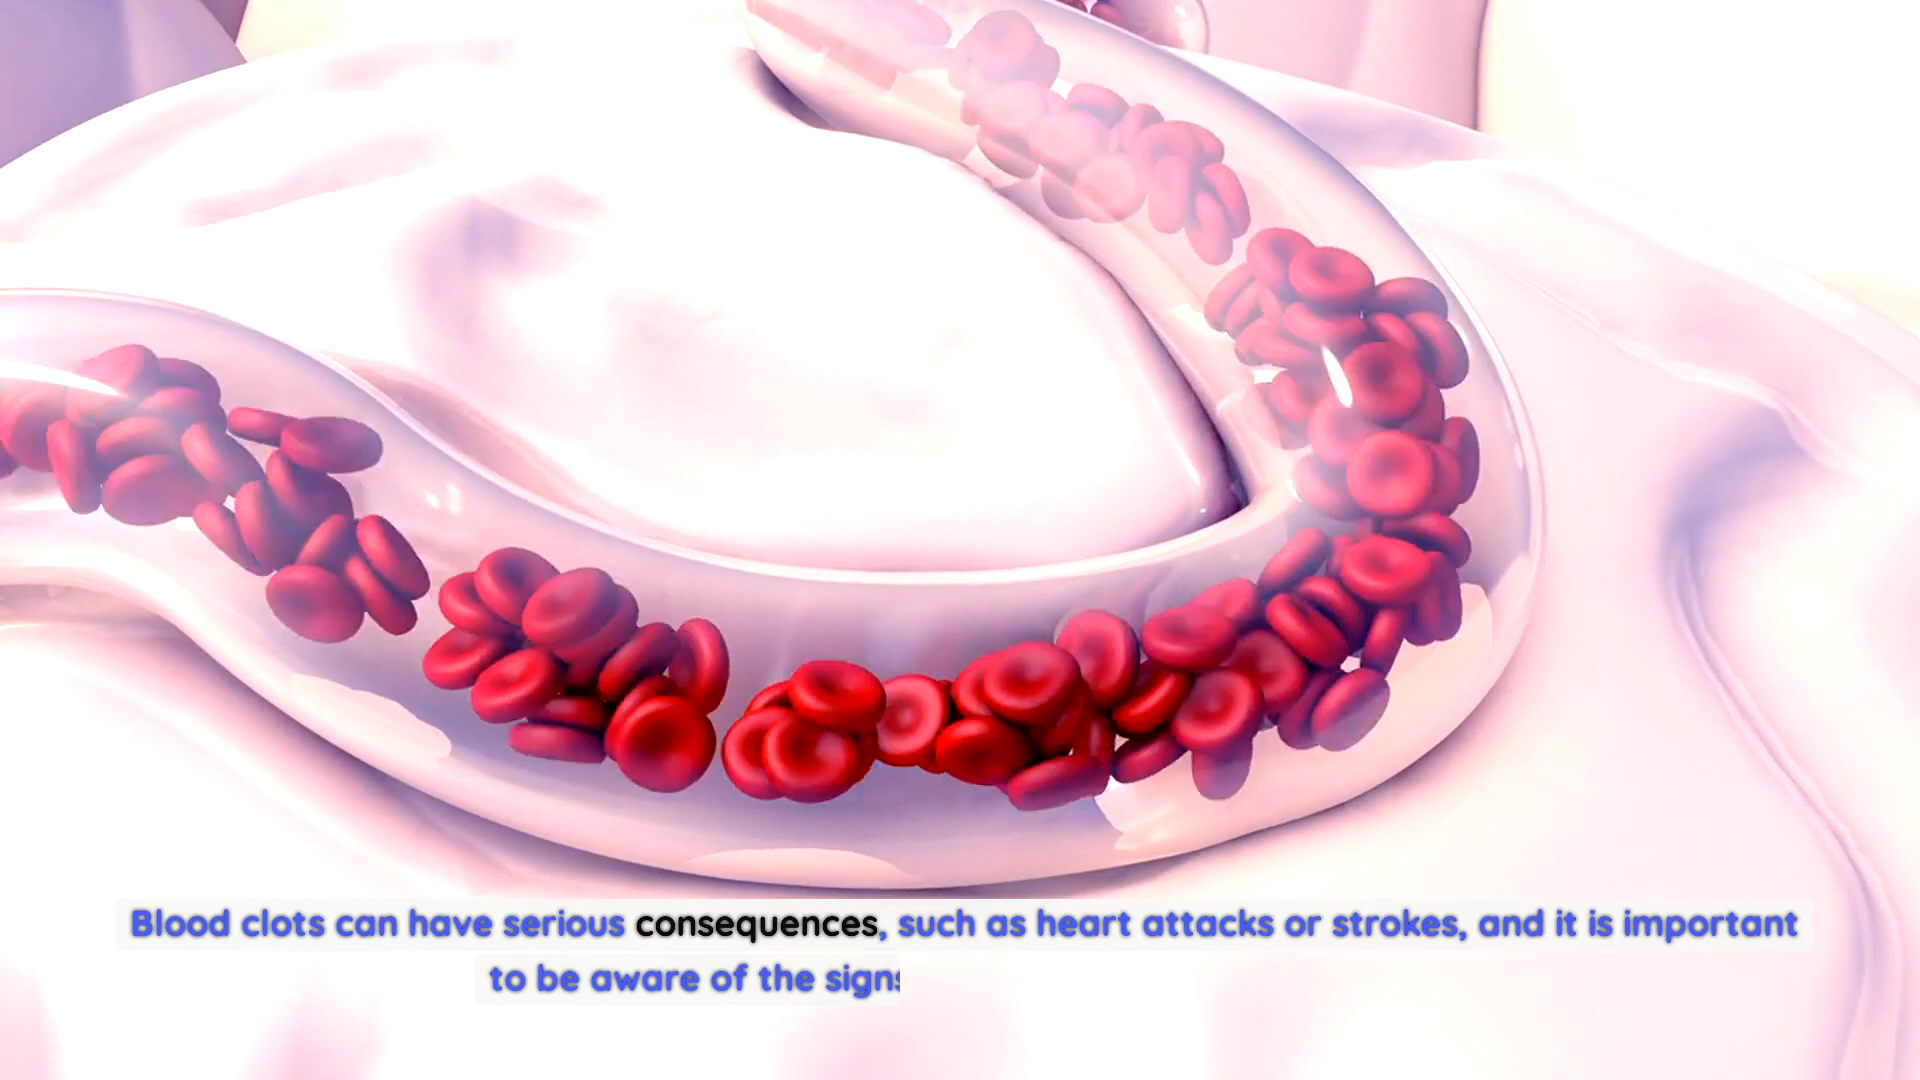 Blood clots can have serious consequences, such as heart attacks or strokes, and it is important
to be aware of the signs